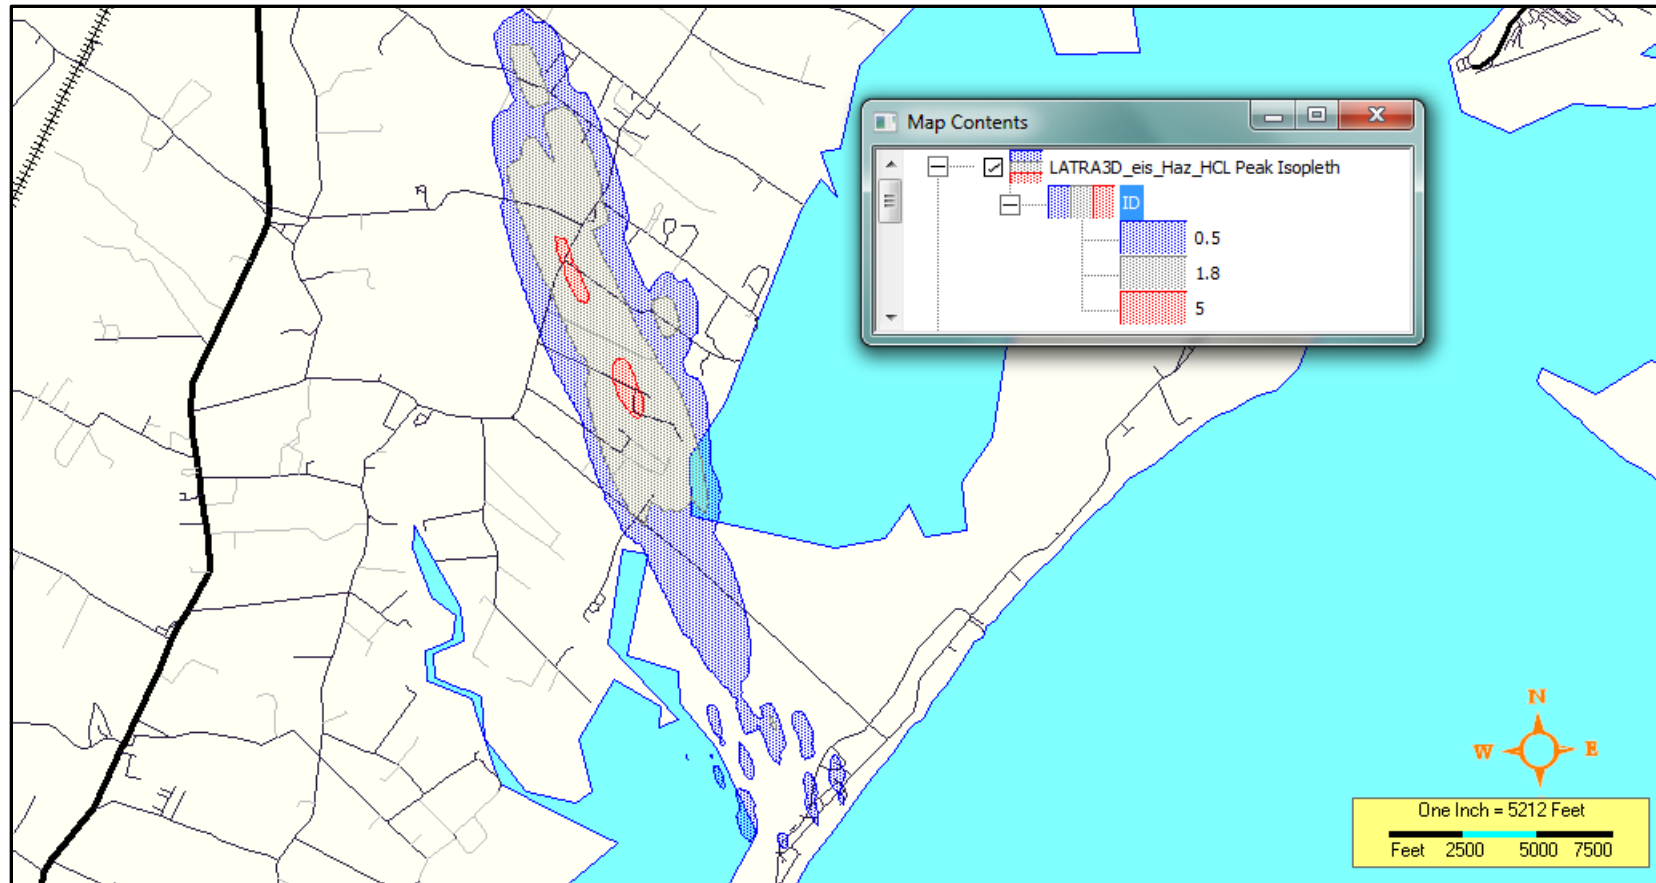 Map Contents
LATRA3D_eis_Haz_HCL Peak Isopleth
ID
0.5
1.8
5
N
W E
S
One Inch = 5212 Feet
Feet 2500 5000 7500